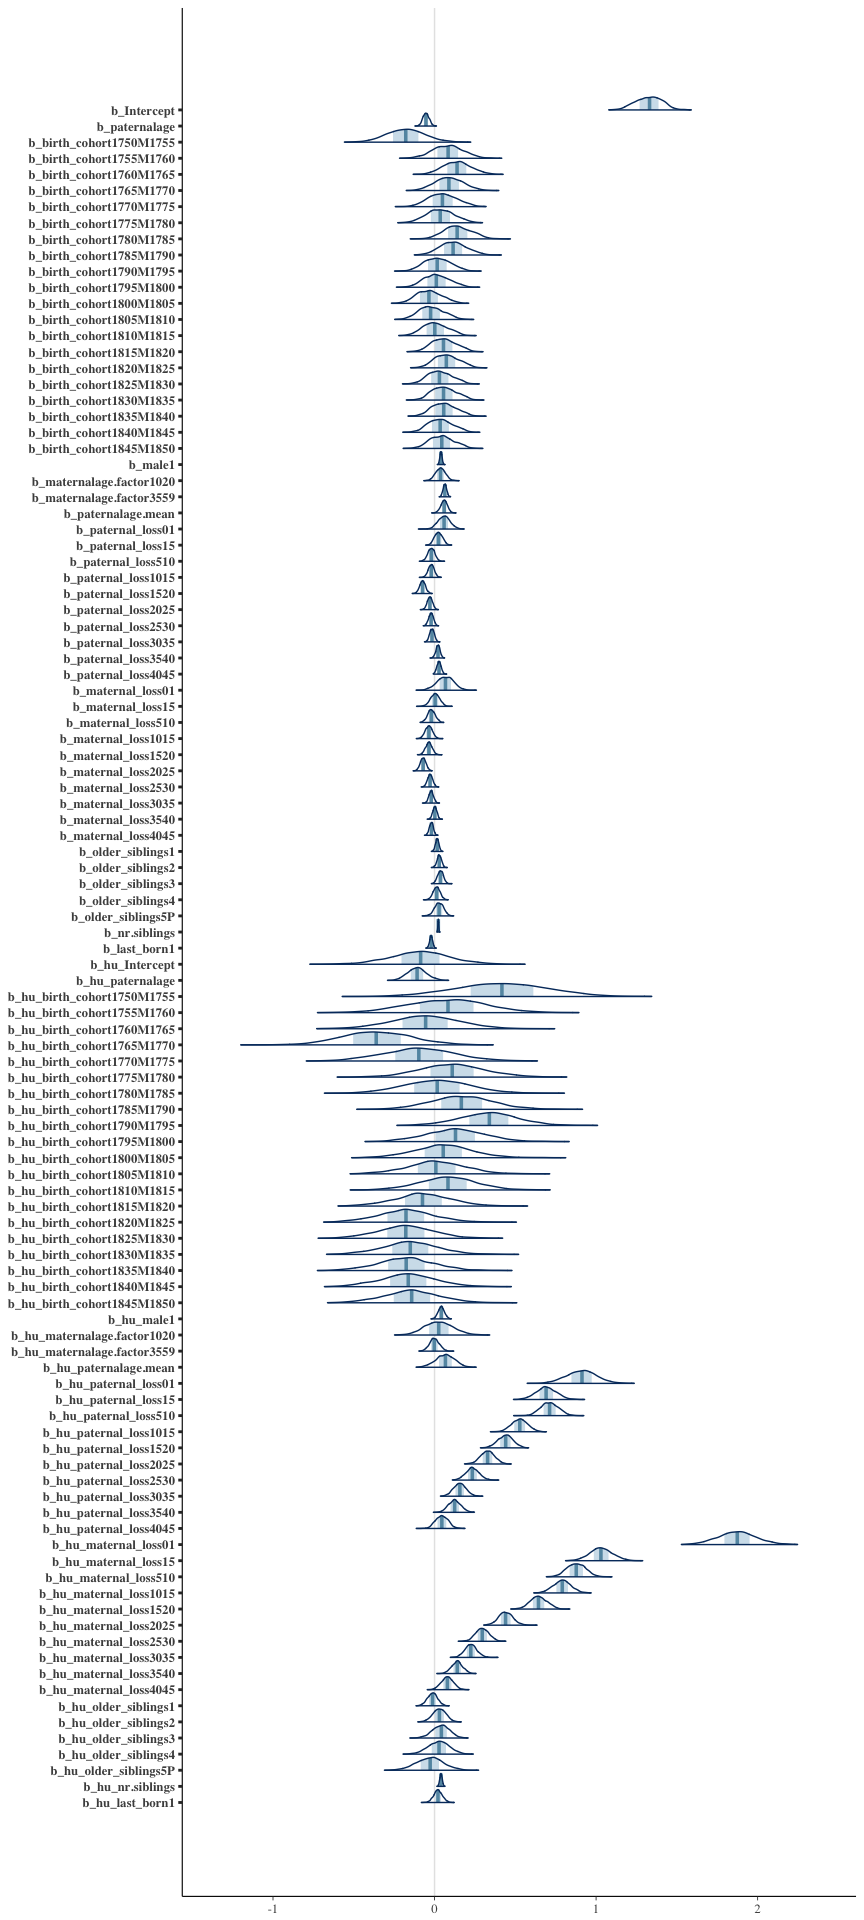 b_Intercept
b_paternalage
b_birth_cohort1750M1755
b_birth_cohort1755M1760
b_birth_cohort1760M1765
b_birth_cohort1765M1770
b_birth_cohort1770M1775
b_birth_cohort1775M1780
b_birth_cohort1780M1785
b_birth_cohort1785M1790
b_birth_cohort1790M1795
b_birth_cohort1795M1800
b_birth_cohort1800M1805
b_birth_cohort1805M1810
b_birth_cohort1810M1815
b_birth_cohort1815M1820
b_birth_cohort1820M1825
b_birth_cohort1825M1830
b_birth_cohort1830M1835
b_birth_cohort1835M1840
b_birth_cohort1840M1845
b_birth_cohort1845M1850
b_male1
b_maternalage.factor1020
b_maternalage.factor3559
b_paternalage.mean
b_paternal_loss01
b_paternal_loss15
b_paternal_loss510
b_paternal_loss1015
b_paternal_loss1520
b_paternal_loss2025
b_paternal_loss2530
b_paternal_loss3035
b_paternal_loss3540
b_paternal_loss4045
b_maternal_loss01
b_maternal_loss15
b_maternal_loss510
b_maternal_loss1015
b_maternal_loss1520
b_maternal_loss2025
b_maternal_loss2530
b_maternal_loss3035
b_maternal_loss3540
b_maternal_loss4045
b_older_siblings1
b_older_siblings2
b_older_siblings3
b_older_siblings4
b_older_siblings5P
b_nr.siblings
b_last_born1
b_hu_Intercept
b_hu_paternalage
b_hu_birth_cohort1750M1755
b_hu_birth_cohort1755M1760
b_hu_birth_cohort1760M1765
b_hu_birth_cohort1765M1770
b_hu_birth_cohort1770M1775
b_hu_birth_cohort1775M1780
b_hu_birth_cohort1780M1785
b_hu_birth_cohort1785M1790
b_hu_birth_cohort1790M1795
b_hu_birth_cohort1795M1800
b_hu_birth_cohort1800M1805
b_hu_birth_cohort1805M1810
b_hu_birth_cohort1810M1815
b_hu_birth_cohort1815M1820
b_hu_birth_cohort1820M1825
b_hu_birth_cohort1825M1830
b_hu_birth_cohort1830M1835
b_hu_birth_cohort1835M1840
b_hu_birth_cohort1840M1845
b_hu_birth_cohort1845M1850
b_hu_male1
b_hu_maternalage.factor1020
b_hu_maternalage.factor3559
b_hu_paternalage.mean
b_hu_paternal_loss01
b_hu_paternal_loss15
b_hu_paternal_loss510
b_hu_paternal_loss1015
b_hu_paternal_loss1520
b_hu_paternal_loss2025
b_hu_paternal_loss2530
b_hu_paternal_loss3035
b_hu_paternal_loss3540
b_hu_paternal_loss4045
b_hu_maternal_loss01
b_hu_maternal_loss15
b_hu_maternal_loss510
b_hu_maternal_loss1015
b_hu_maternal_loss1520
b_hu_maternal_loss2025
b_hu_maternal_loss2530
b_hu_maternal_loss3035
b_hu_maternal_loss3540
b_hu_maternal_loss4045
b_hu_older_siblings1
b_hu_older_siblings2
b_hu_older_siblings3
b_hu_older_siblings4
b_hu_older_siblings5P
b_hu_nr.siblings
b_hu_last_born1
-1 0 1 2